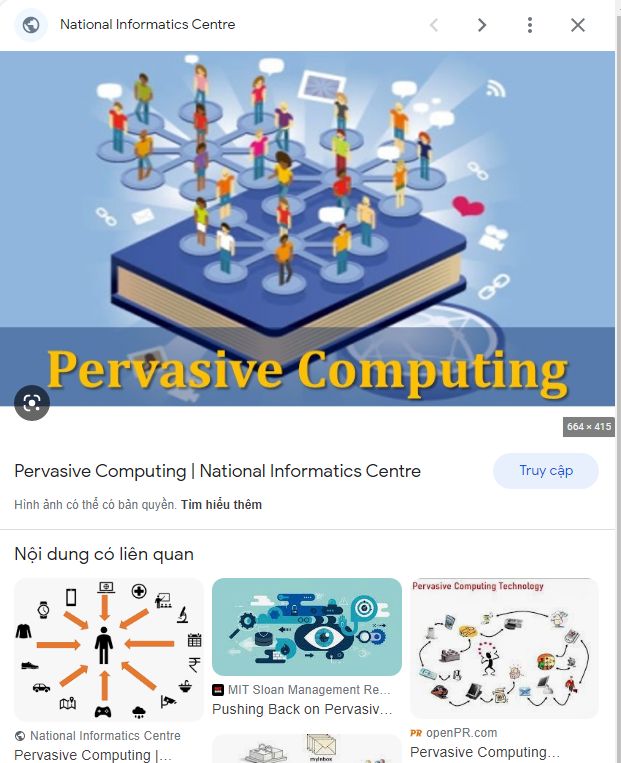 National Informatics Centre
Pervasive Computing
664 × 415
Pervasive Computing | National Informatics Centre
Truy cập
Hình ảnh có thể có bản quyền. Tìm hiểu thêm
Nội dung có liên quan
National Informatics Centre
Pervasive Computing |...
MIT Sloan Management Re...
Pushing Back on Pervasiv...
Pervasive Computing Technology
PR openPR.com
Pervasive Computing...
myInbox